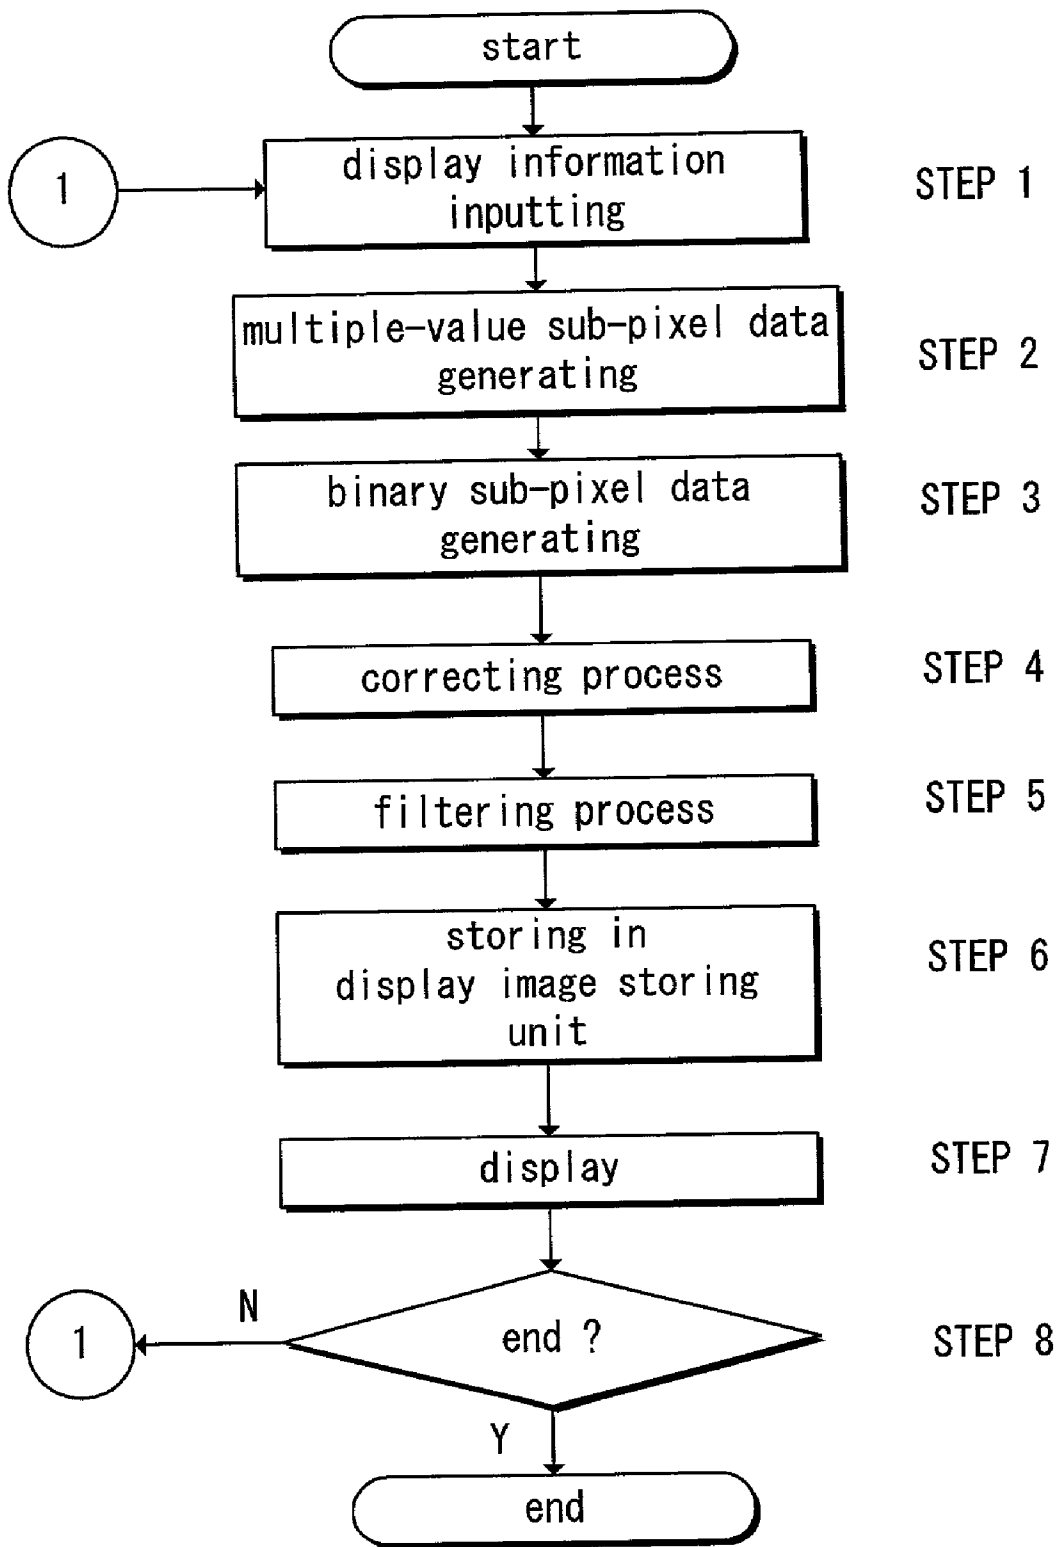 start
1
display information
inputting
STEP 1
multiple-value sub-pixel data
generating
STEP 2
binary sub-pixel data
generating
STEP 3
correcting process
STEP 4
filtering process
STEP 5
storing in
display image storing
unit
STEP 6
display
STEP 7
N
1
end ?
STEP 8
Y
end